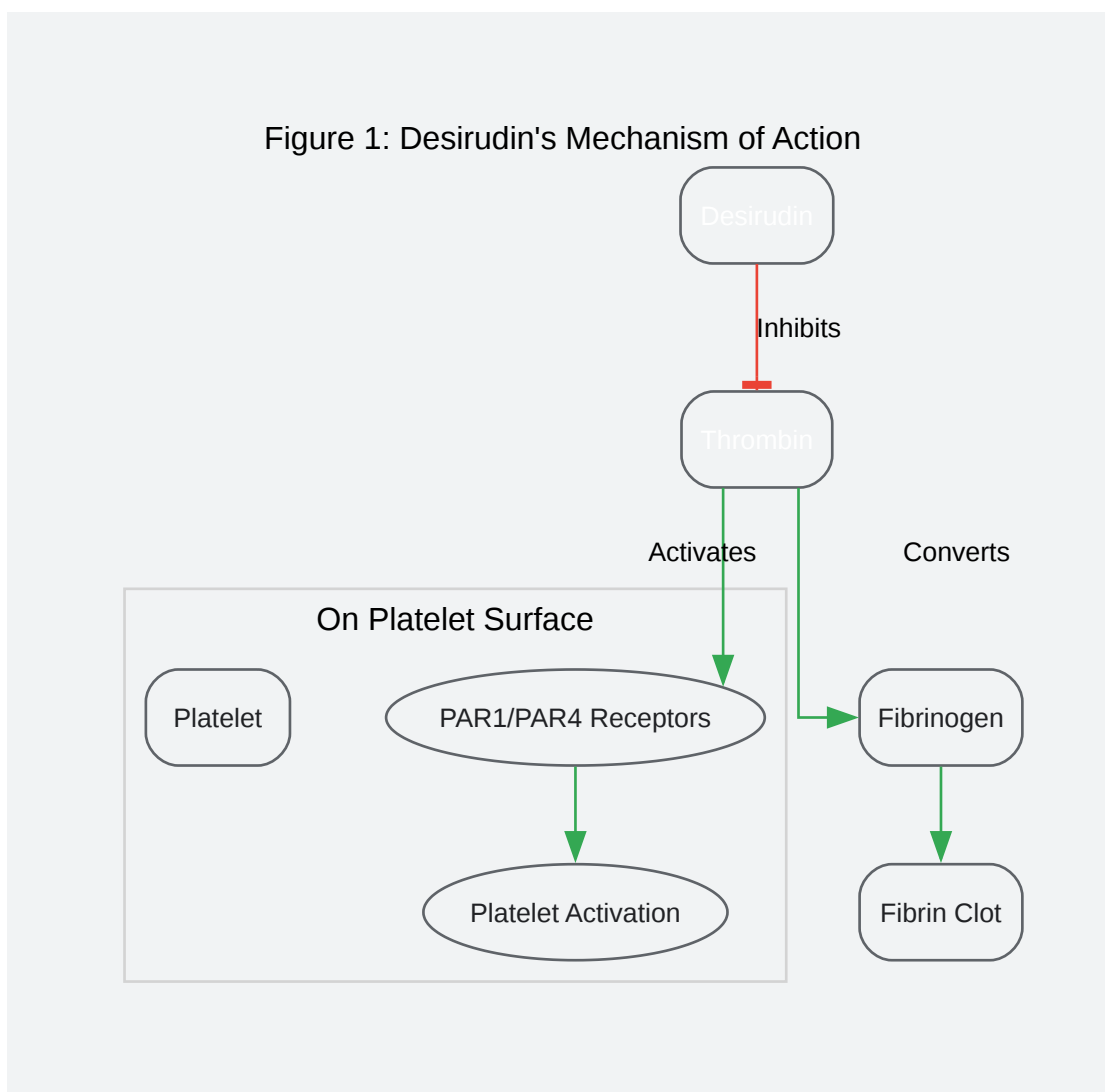 Figure 1: Desirudin's Mechanism of Action
Desirudin
Inhibits
Thrombin
Activates
Converts
On Platelet Surface
Platelet
PAR1/PAR4 Receptors
Fibrinogen
Platelet Activation
Fibrin Clot